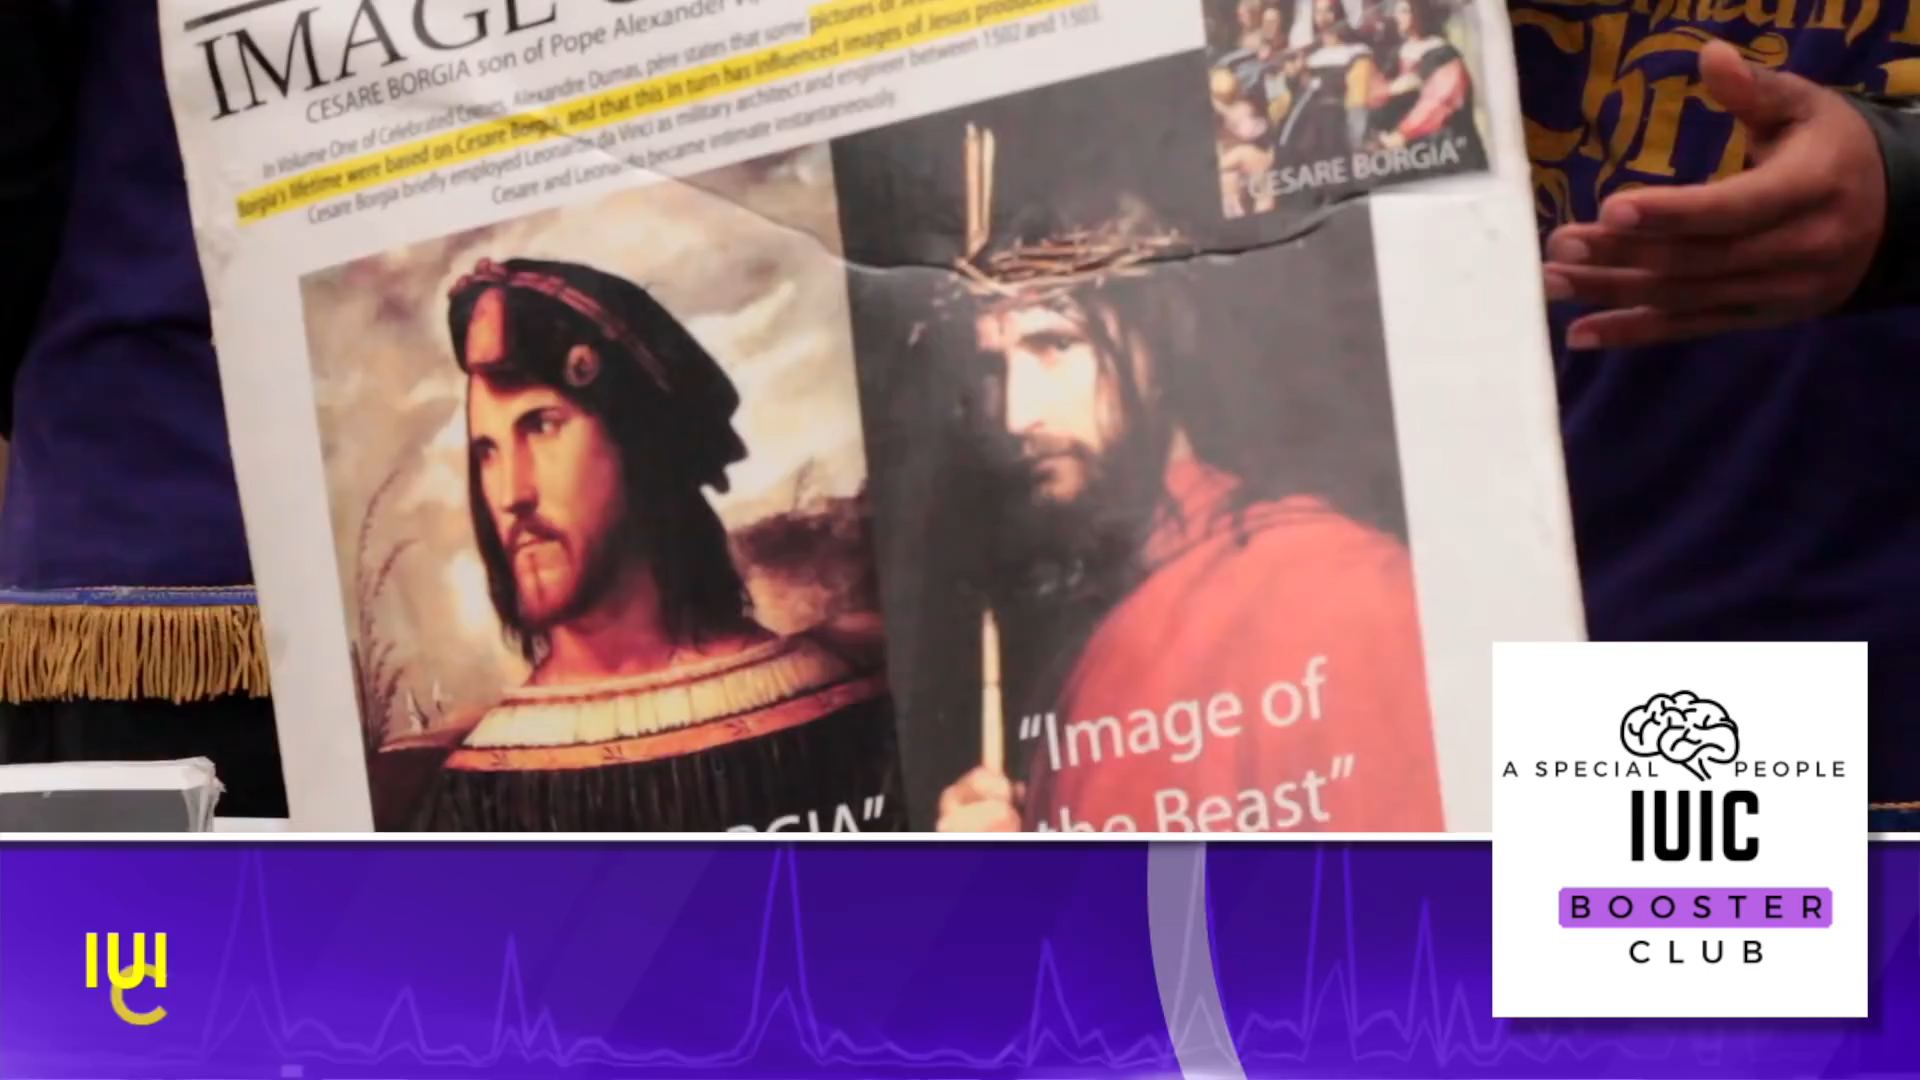 IMAGE
CESARE BORGIA son of Pope Alexander
In Volume One of Celebrated Crimes, Alexandre Dumas, père states that some pictures of
Borgia's lifetime were based on Cesare Borgia, and that this in turn has influenced images of Jesus produced
Cesare Borgia briefly employed Leonardo da Vinci as military architect and engineer between 1502 and 1503.
Cesare and Leonardo became intimate instantaneously.
"CESARE BORGIA"
Chri
"Image of
the Beast"
A SPECIAL PEOPLE
IUIC
BOOSTER
CLUB
IUI
C